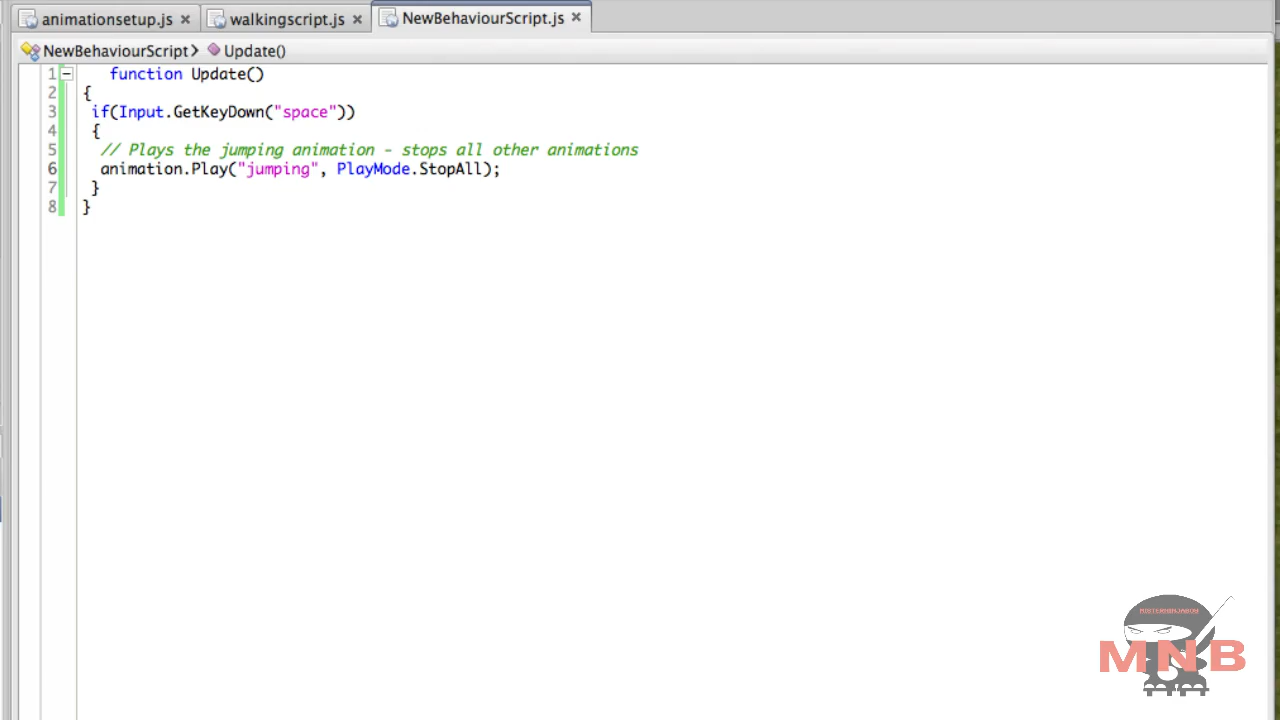 animationsetup.js × walkingscript.js × NewBehaviourScript.js ×
NewBehaviourScript > Update()
1 function Update()
2 {
3 if(Input.GetKeyDown("space"))
4 {
5 // Plays the jumping animation - stops all other animations
6 animation.Play("jumping", PlayMode.StopAll);
7 }
8 }
MISTERNINJABOY
MNB